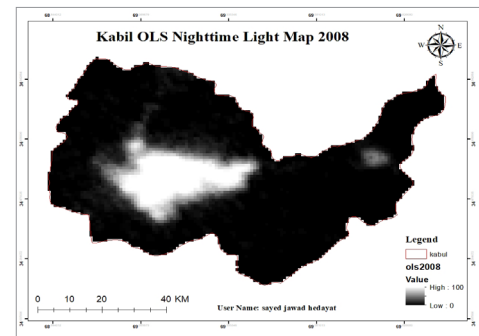 Kabil OLS Nighttime Light Map 2008
N
W E
S
Legend
kabul
ols2008
Value
High : 100
Low : 0
0 10 20 40 KM
User Name: sayed jawad hedayat